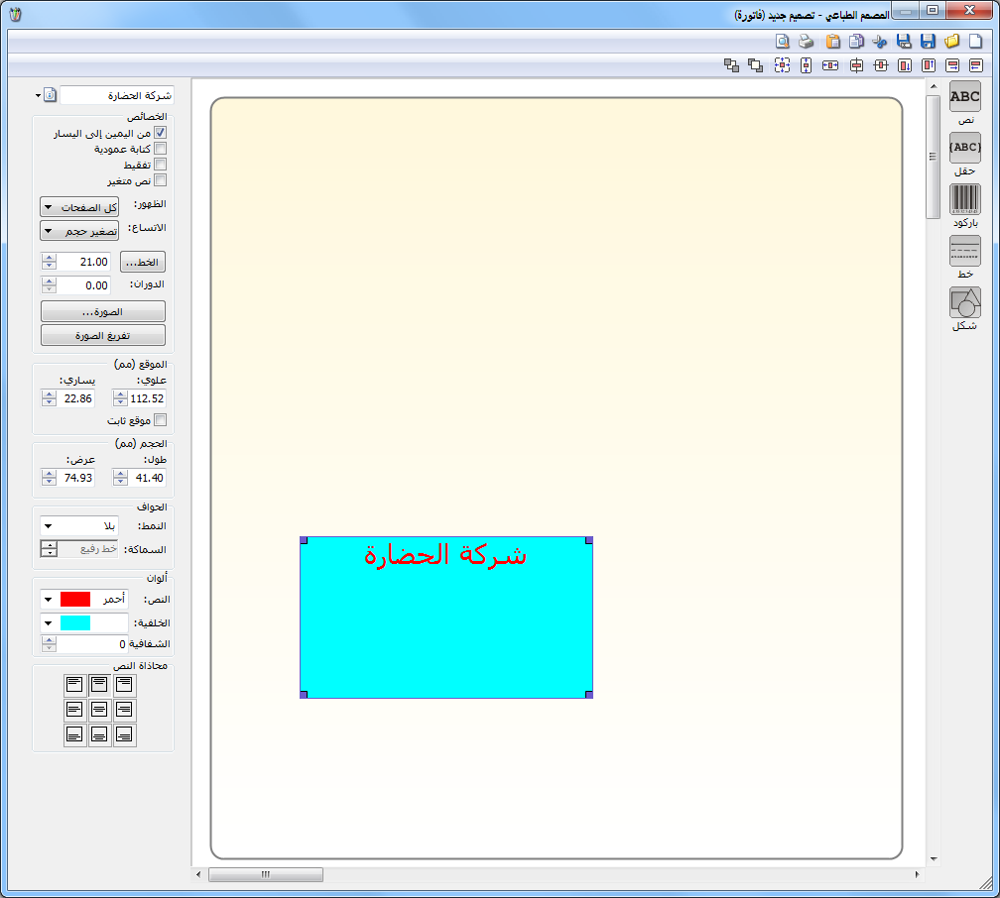 المصمم الطباعي - تصميم جديد (فاتورة)
ABC
نص
{ABC}
حقل
باركود
خط
شكل
شركة الحضارة
شركة الحضارة
الخصائص
من اليمين إلى اليسار
كتابة عمودية
تفقيط
نص متغير
الظهور: كل الصفحات
الاتساع: تصغير حجم
الخط... 21.00
الدوران: 0.00
الصورة...
تفريغ الصورة
الموقع (مم)
علوي: يساري:
112.52 22.86
موقع ثابت
الحجم (مم)
طول: عرض:
41.40 74.93
الحواف
النمط: بلا
السماكة: خط رفيع
ألوان
النص: أحمر
الخلفية:
الشفافية 0
محاذاة النص